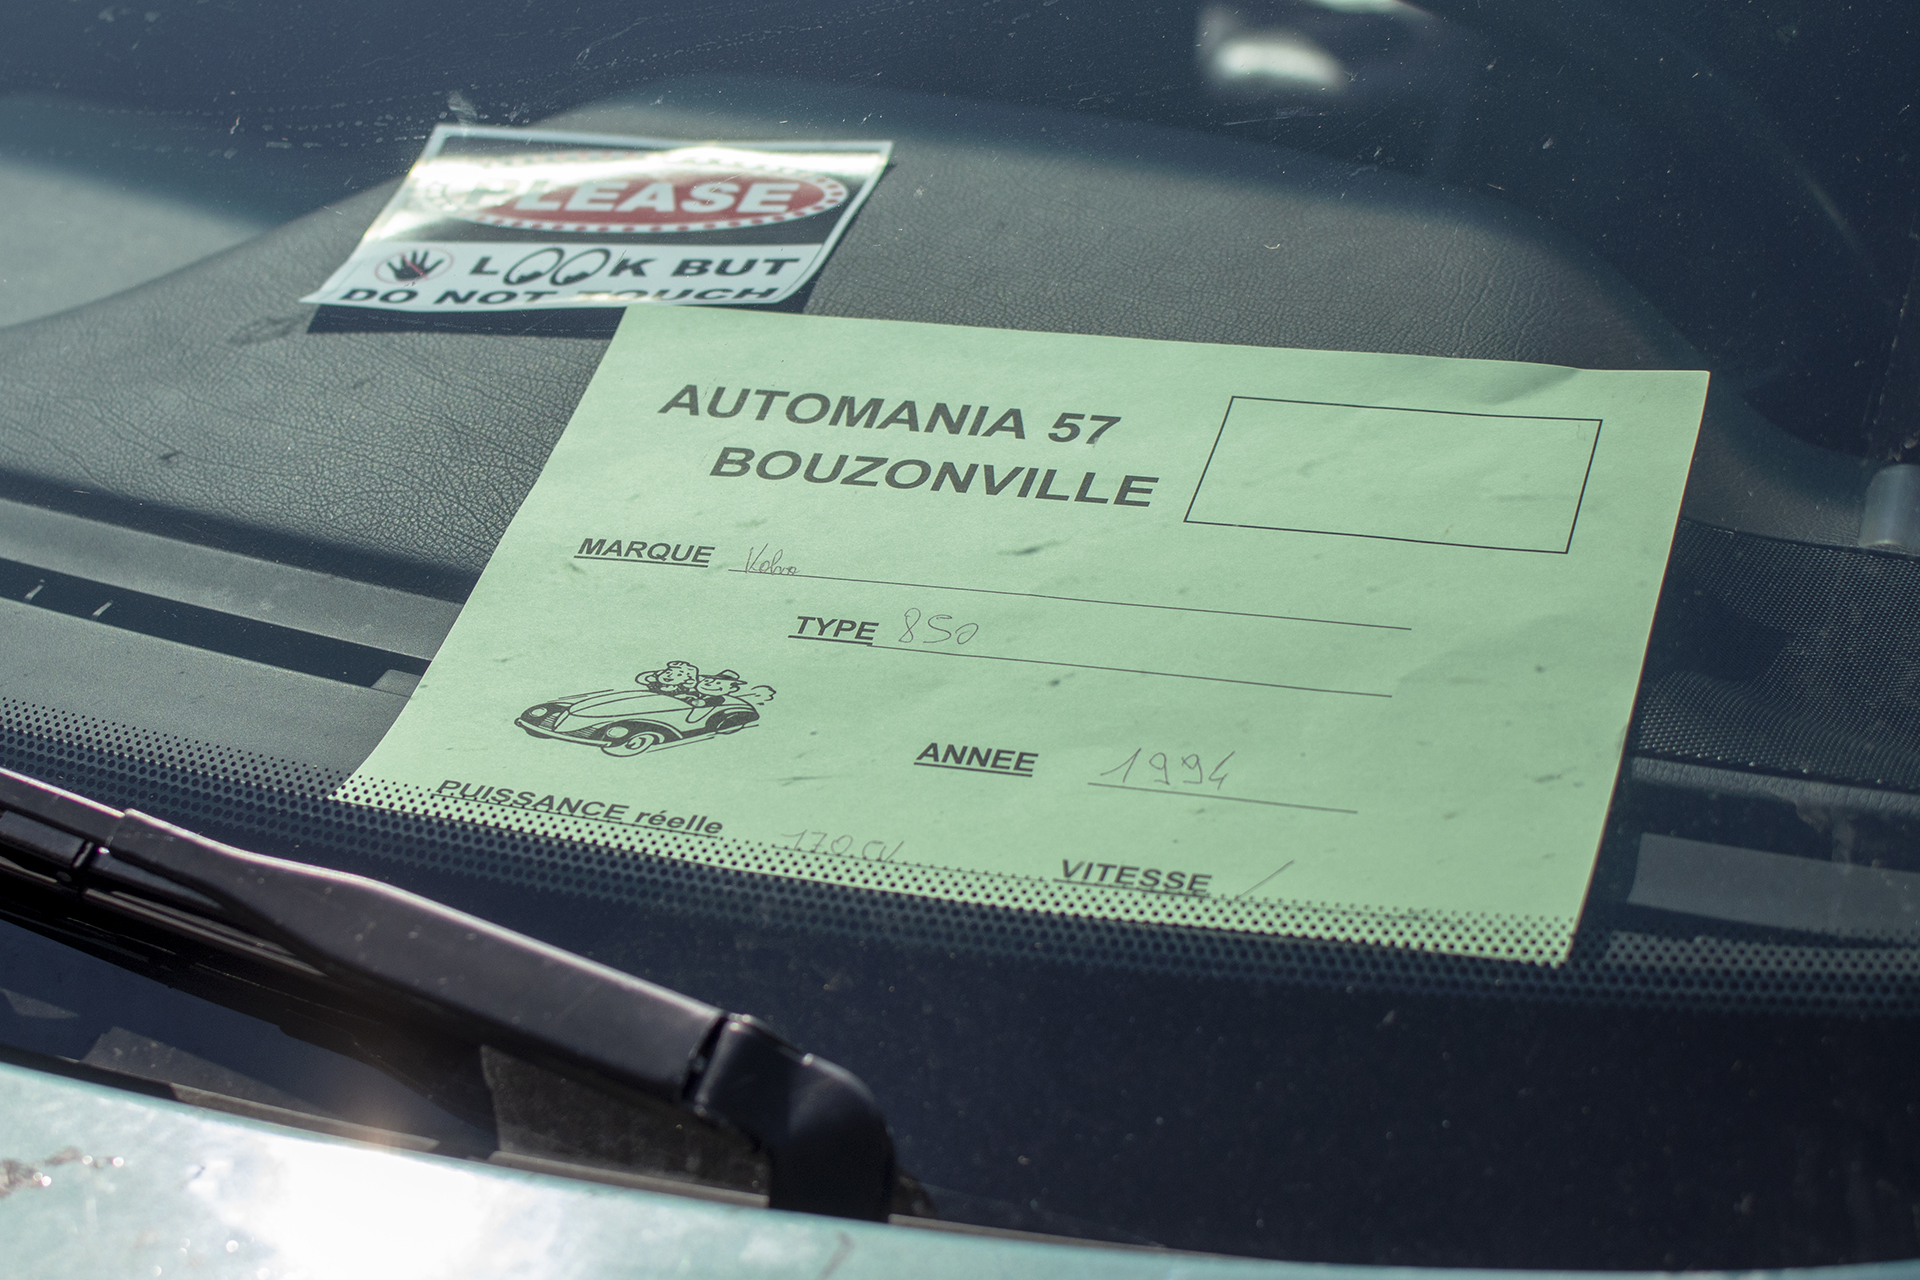 PLEASE
LOOK BUT
DO NOT TOUCH
AUTOMANIA 57
BOUZONVILLE
MARQUE Volvo
TYPE 850
ANNEE 1994
PUISSANCE réelle 170 CV
VITESSE /